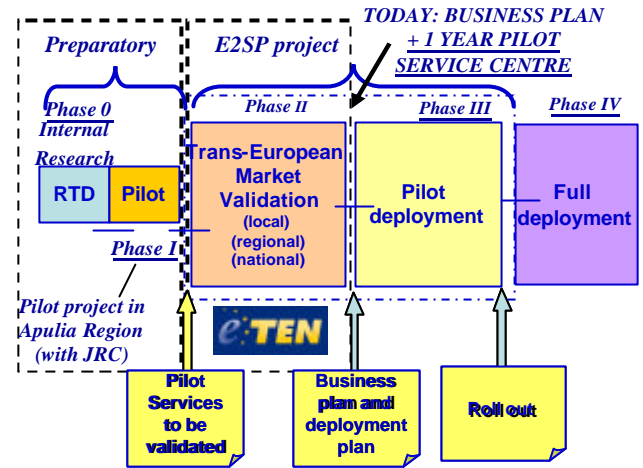 TODAY: BUSINESS PLAN
+ 1 YEAR PILOT
SERVICE CENTRE
Preparatory
E2SP project
Phase 0
Internal
Research
Phase II
Phase III
Phase IV
RTD
Pilot
Trans-European
Market
Validation
(local)
(regional)
(national)
Pilot
deployment
Full
deployment
Phase I
Pilot project in
Apulia Region
(with JRC)
e TEN
Pilot
Services
to be
validated
Business
plan and
deployment
plan
Roll out